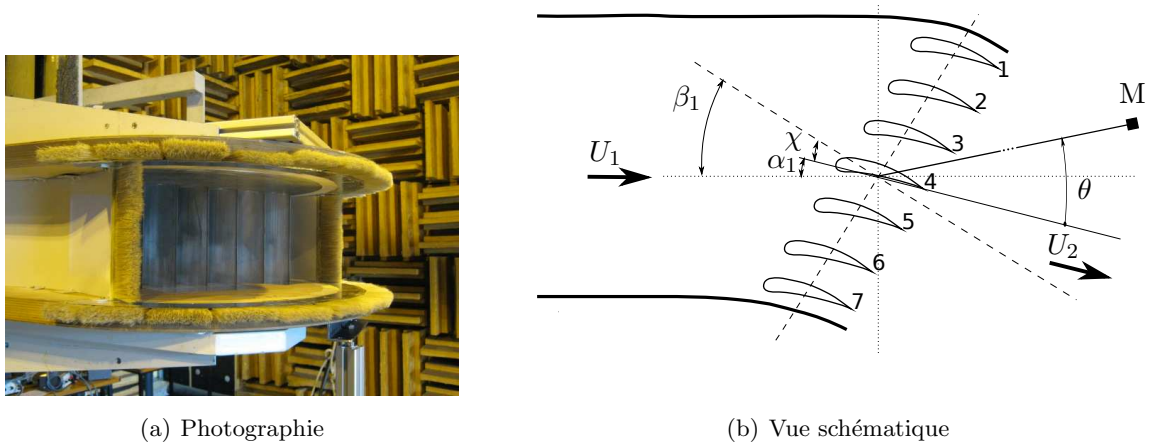 β₁
U₁
χ
α₁
1
2
3
4
5
6
7
M
θ
U₂
(a) Photographie
(b) Vue schématique